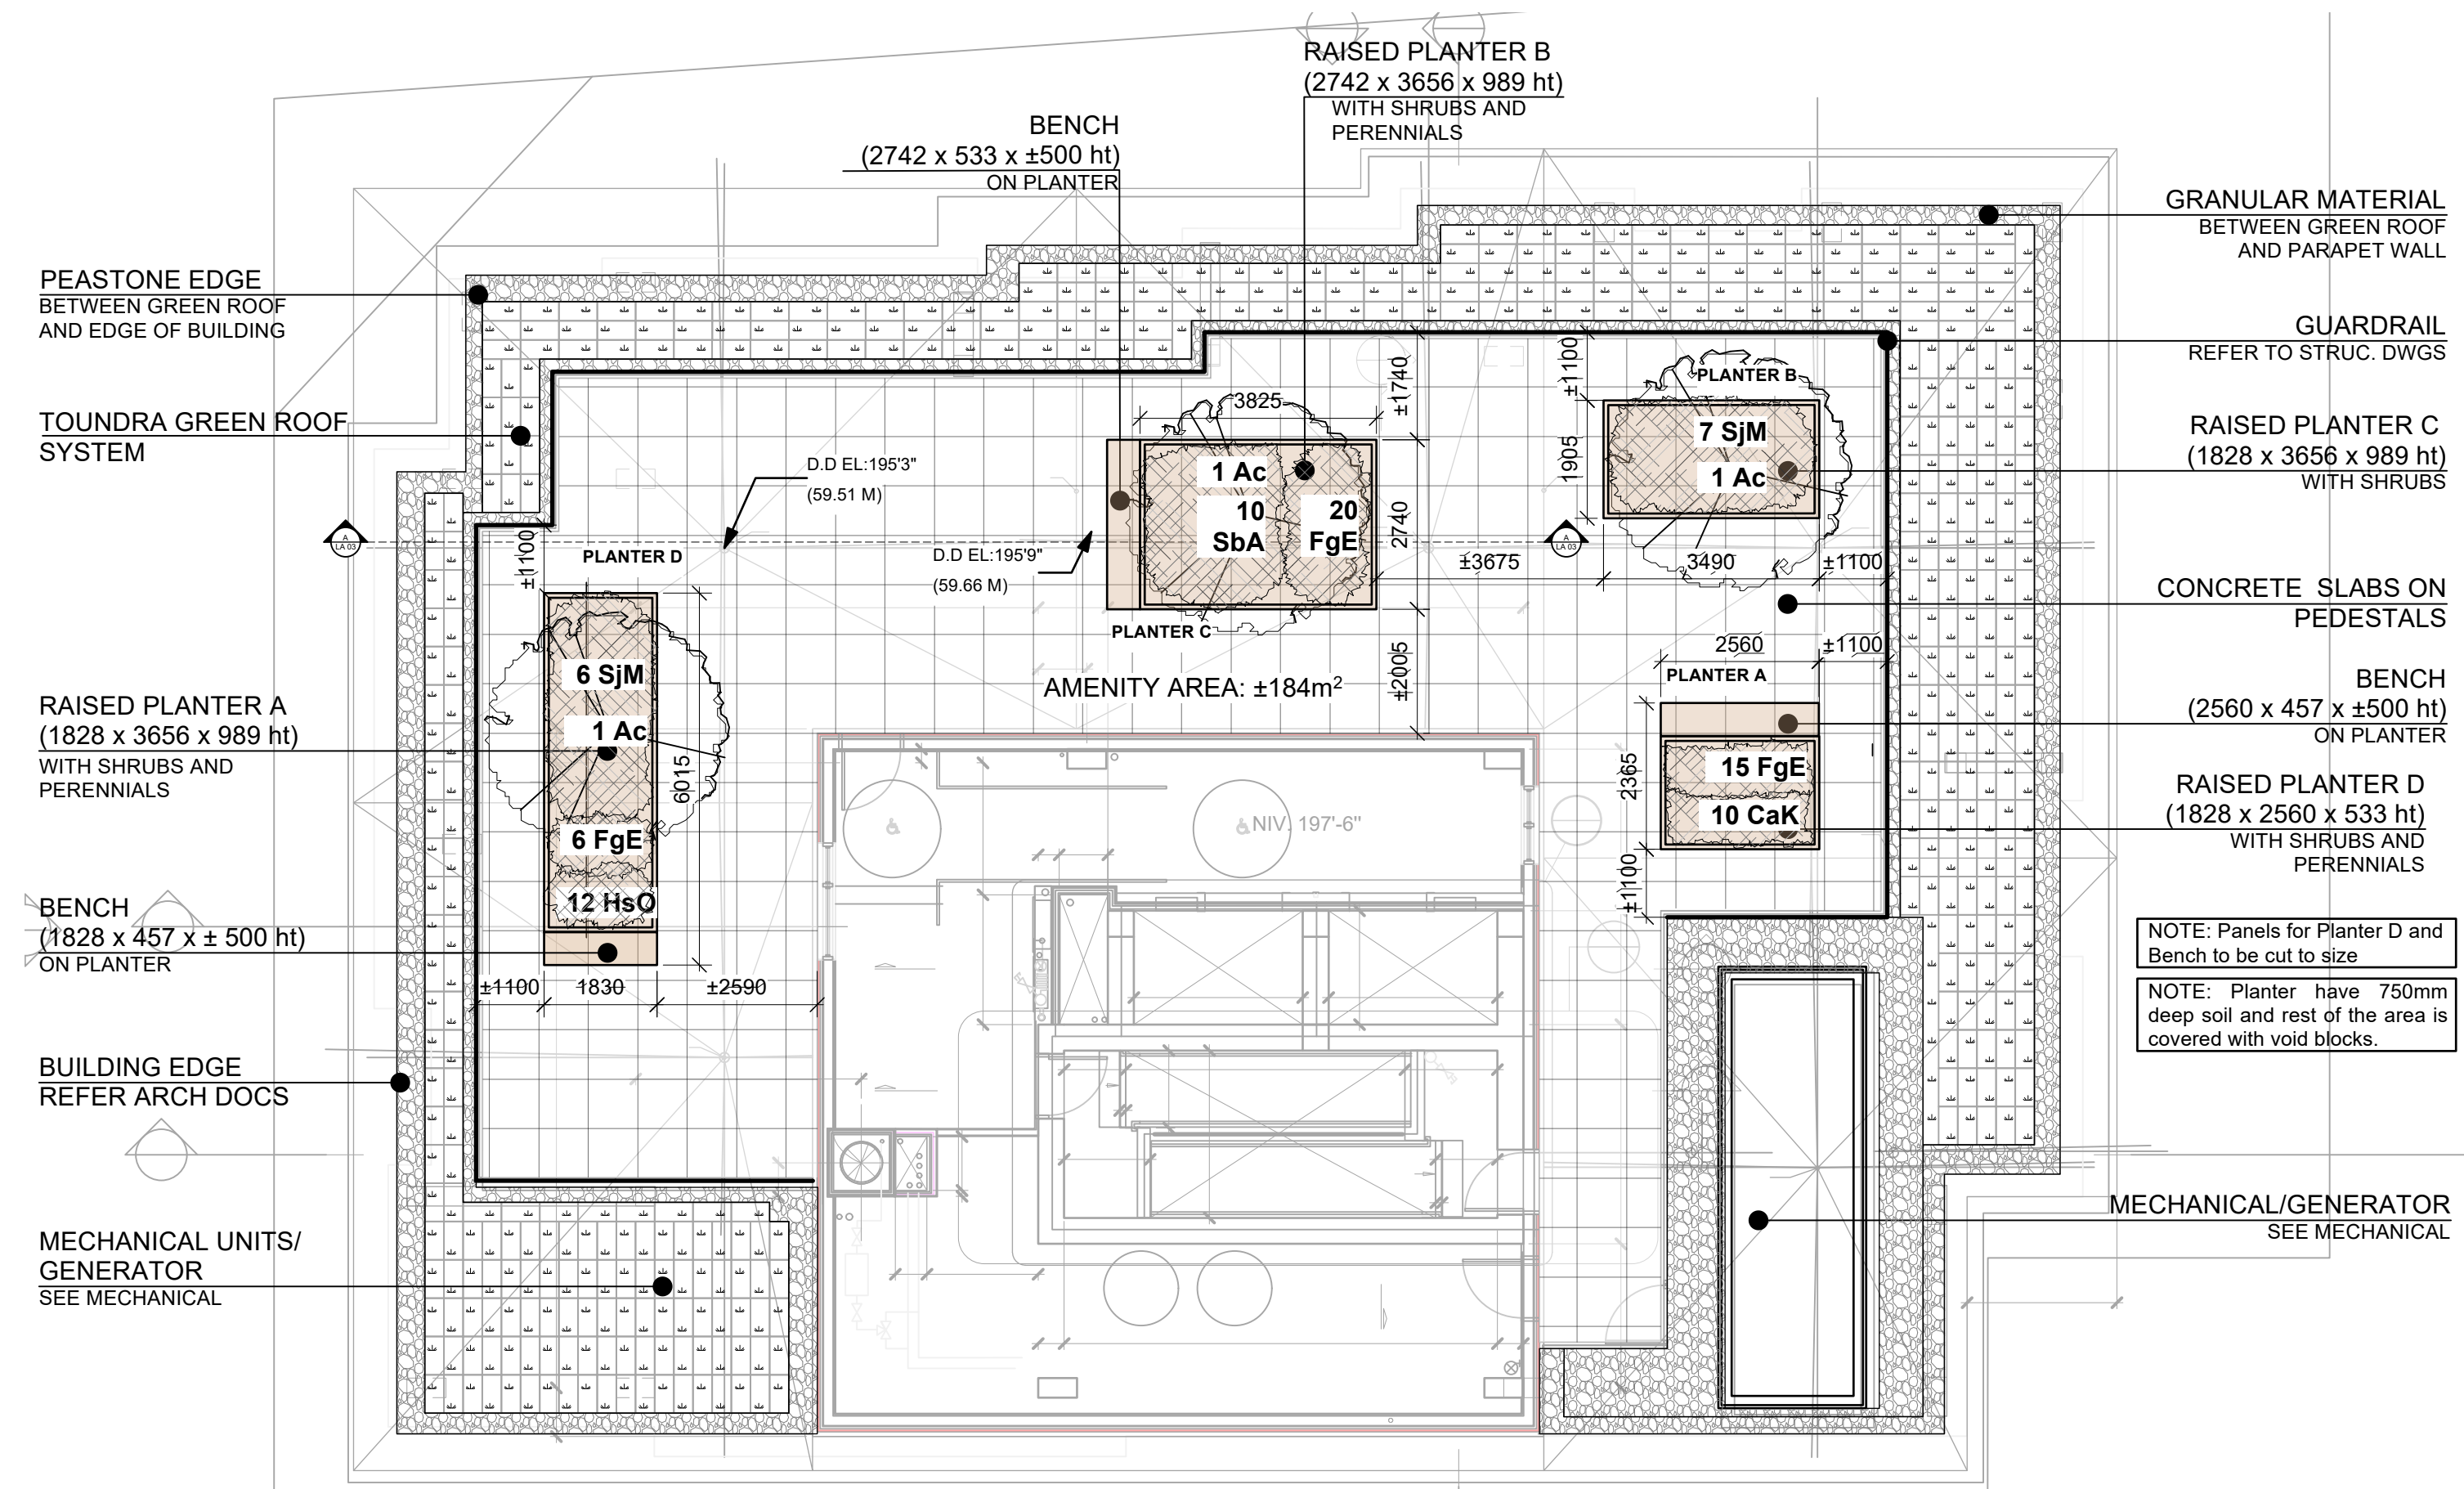 RAISED PLANTER B
(2742 x 3656 x 989 ht)
WITH SHRUBS AND
PERENNIALS
BENCH
(2742 x 533 x ±500 ht)
ON PLANTER
PEASTONE EDGE
BETWEEN GREEN ROOF
AND EDGE OF BUILDING
TOUNDRA GREEN ROOF
SYSTEM
RAISED PLANTER A
(1828 x 3656 x 989 ht)
WITH SHRUBS AND
PERENNIALS
BENCH
(1828 x 457 x ± 500 ht)
ON PLANTER
BUILDING EDGE
REFER ARCH DOCS
MECHANICAL UNITS/
GENERATOR
SEE MECHANICAL
A
LA 03
±1100
PLANTER D
6 SjM
1 Ac
6 FgE
12 HsO
6015
±1100
1830
±2590
D.D EL:195'3"
(59.51 M)
D.D EL:195'9"
(59.66 M)
3825
±1740
1 Ac
10
SbA
20
FgE
2740
PLANTER C
±2005
AMENITY AREA: ±184m²
NIV. 197'-6"
A
LA 03
±3675
±1100
1905
PLANTER B
7 SjM
1 Ac
3490
±1100
2560
±1100
PLANTER A
2365
15 FgE
10 CaK
±1100
GRANULAR MATERIAL
BETWEEN GREEN ROOF
AND PARAPET WALL
GUARDRAIL
REFER TO STRUC. DWGS
RAISED PLANTER C
(1828 x 3656 x 989 ht)
WITH SHRUBS
CONCRETE SLABS ON
PEDESTALS
BENCH
(2560 x 457 x ±500 ht)
ON PLANTER
RAISED PLANTER D
(1828 x 2560 x 533 ht)
WITH SHRUBS AND
PERENNIALS
NOTE: Panels for Planter D and
Bench to be cut to size
NOTE: Planter have 750mm
deep soil and rest of the area is
covered with void blocks.
MECHANICAL/GENERATOR
SEE MECHANICAL